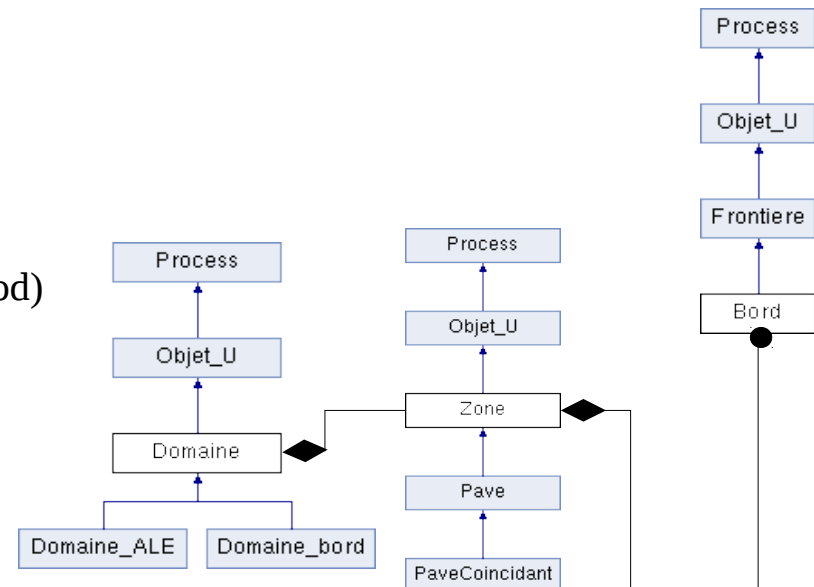 Process
Objet_U
Frontiere
Bord
od)
Process
Objet_U
Domaine
Domaine_ALE
Domaine_bord
Process
Objet_U
Zone
Pave
PaveCoincidant